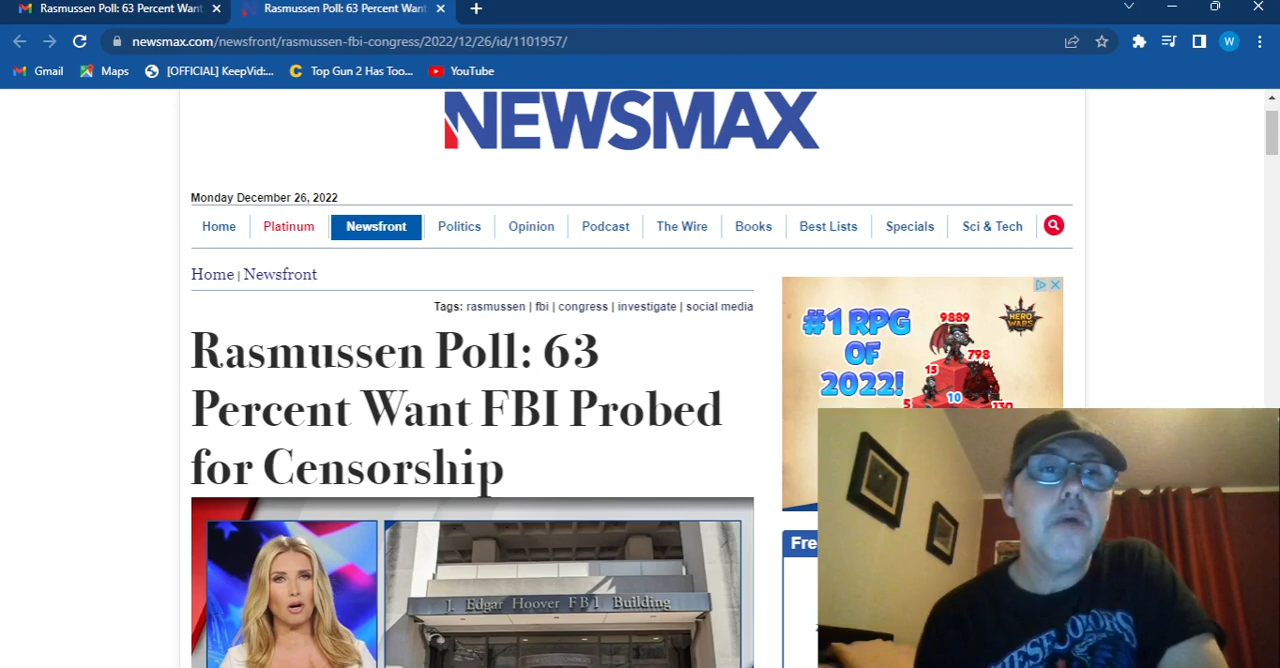 Rasmussen Poll: 63 Percent Want
Rasmussen Poll: 63 Percent Want
newsmax.com/newsfront/rasmussen-fbi-congress/2022/12/26/id/1101957/
W
Gmail
Maps
[OFFICIAL] KeepVid:...
Top Gun 2 Has Too...
YouTube
NEWSMAX
Monday December 26, 2022
Home
Platinum
Newsfront
Politics
Opinion
Podcast
The Wire
Books
Best Lists
Specials
Sci & Tech
Home | Newsfront
Tags: rasmussen | fbi | congress | investigate | social media
Rasmussen Poll: 63
Percent Want FBI Probed
for Censorship
#1 RPG
OF
2022!
9889
HERO
WARS
798
15
10
5
130
Fre
J. Edgar Hoover FBI Building